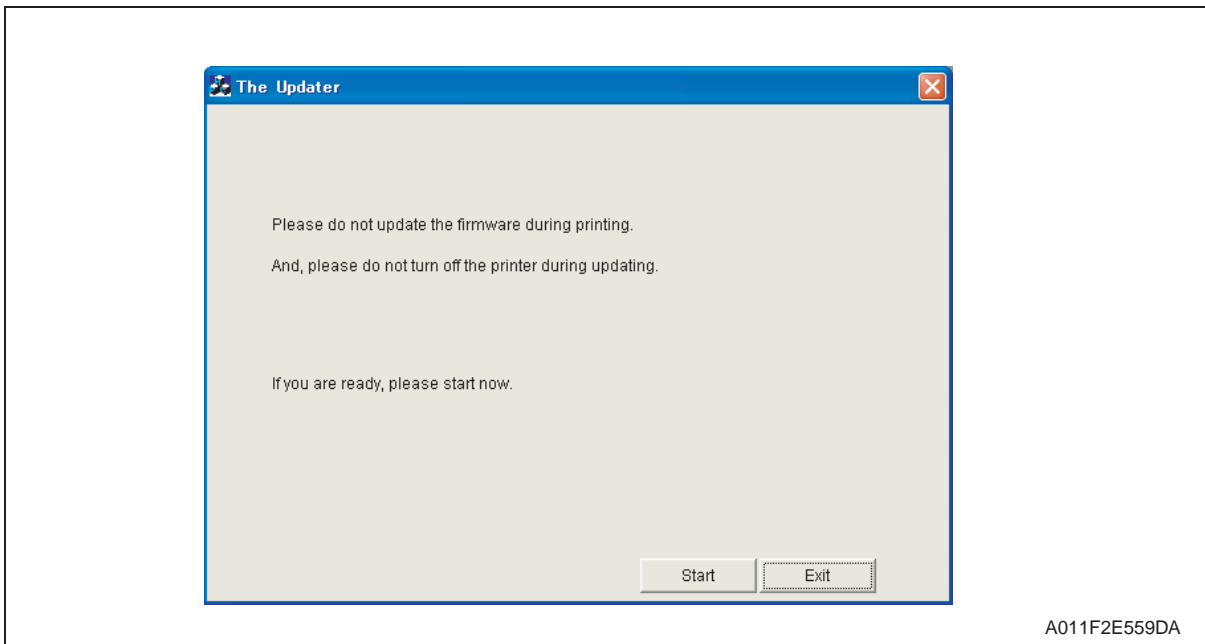 The Updater
Please do not update the firmware during printing.
And, please do not turn off the printer during updating.
If you are ready, please start now.
Start
Exit
A011F2E559DA